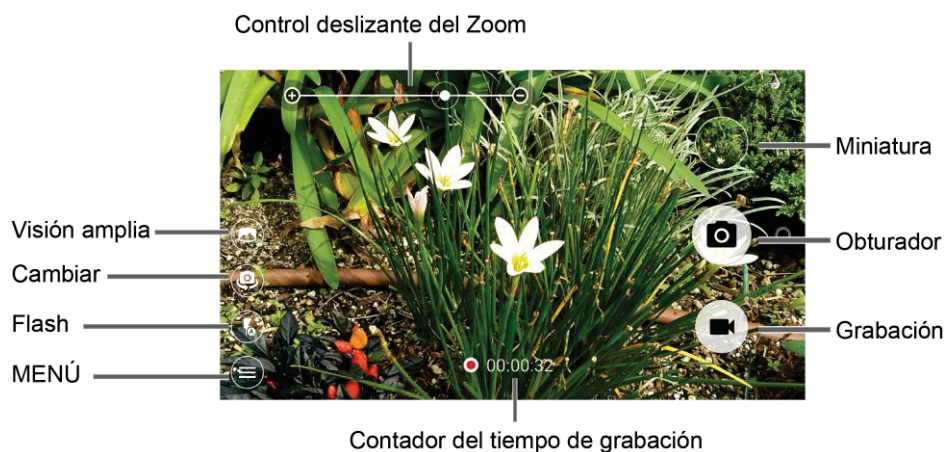 Control deslizante del Zoom
Miniatura
Visión amplia
Obturador
Cambiar
Flash
Grabación
MENÚ
00:00:32
Contador del tiempo de grabación